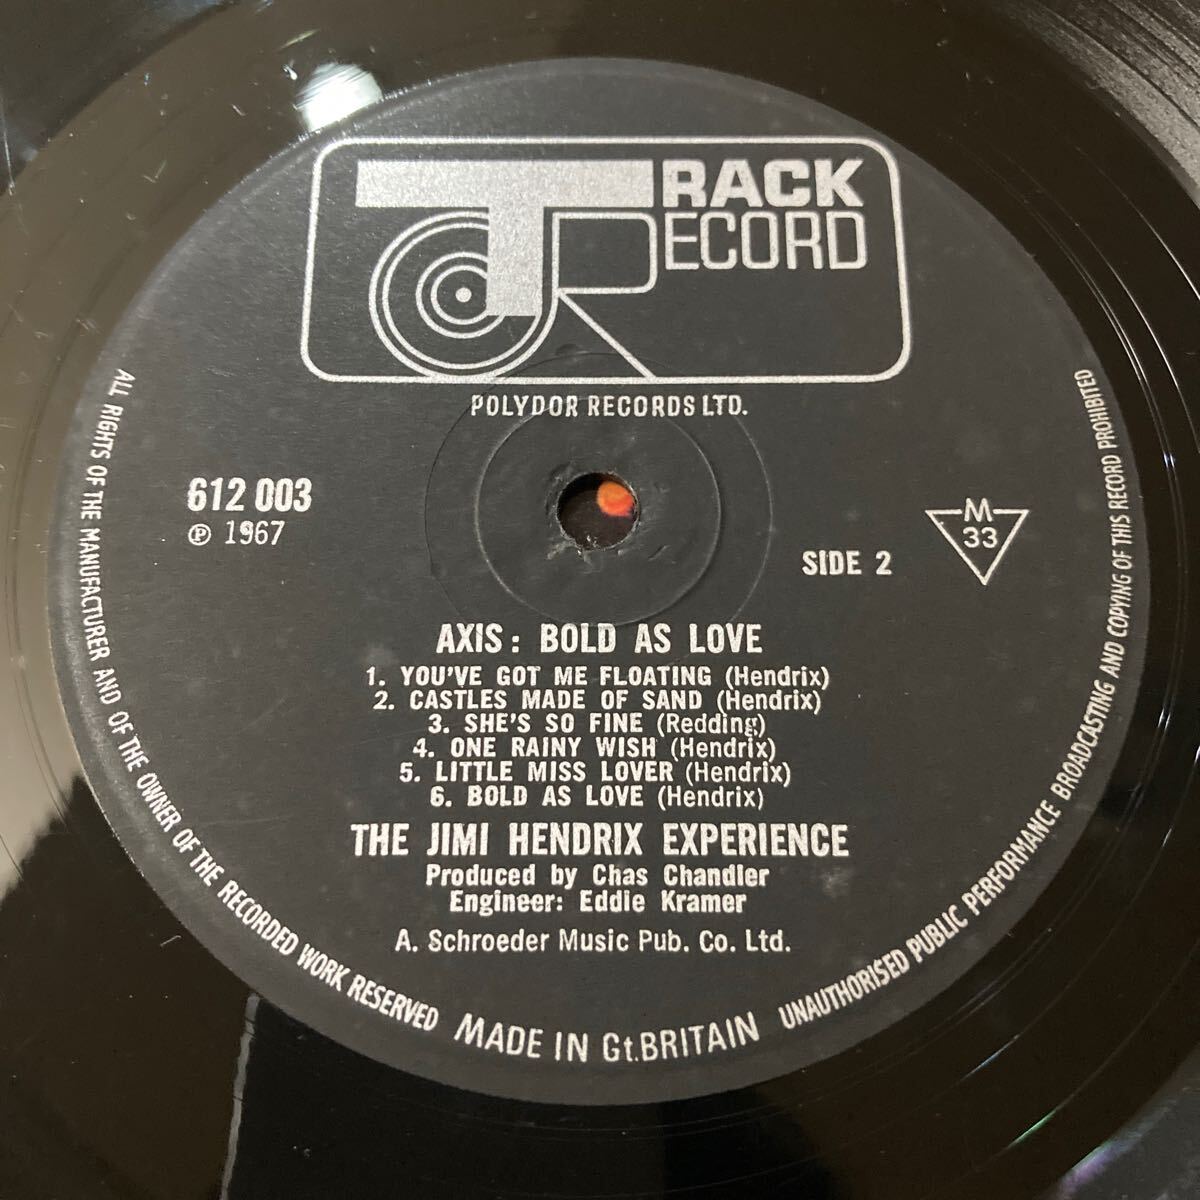 TRACK
RECORD
POLYDOR RECORDS LTD.
612 003
℗ 1967
SIDE 2
M
33
AXIS: BOLD AS LOVE
1. YOU'VE GOT ME FLOATING (Hendrix)
2. CASTLES MADE OF SAND (Hendrix)
3. SHE'S SO FINE (Redding)
4. ONE RAINY WISH (Hendrix)
5. LITTLE MISS LOVER (Hendrix)
6. BOLD AS LOVE (Hendrix)
THE JIMI HENDRIX EXPERIENCE
Produced by Chas Chandler
Engineer: Eddie Kramer
A. Schroeder Music Pub. Co. Ltd.
ALL RIGHTS OF THE MANUFACTURER AND OF THE OWNER OF THE RECORDED WORK RESERVED
MADE IN Gt.BRITAIN
UNAUTHORISED PUBLIC PERFORMANCE BROADCASTING AND COPYING OF THIS RECORD PROHIBITED